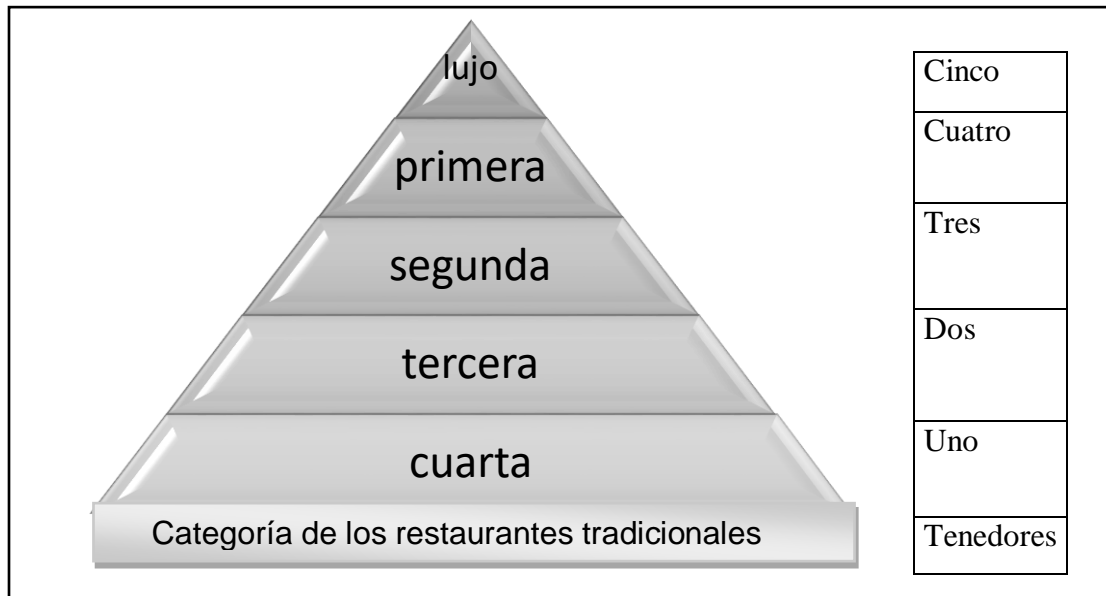 lujo
primera
segunda
tercera
cuarta
Categoría de los restaurantes tradicionales
Cinco
Cuatro
Tres
Dos
Uno
Tenedores